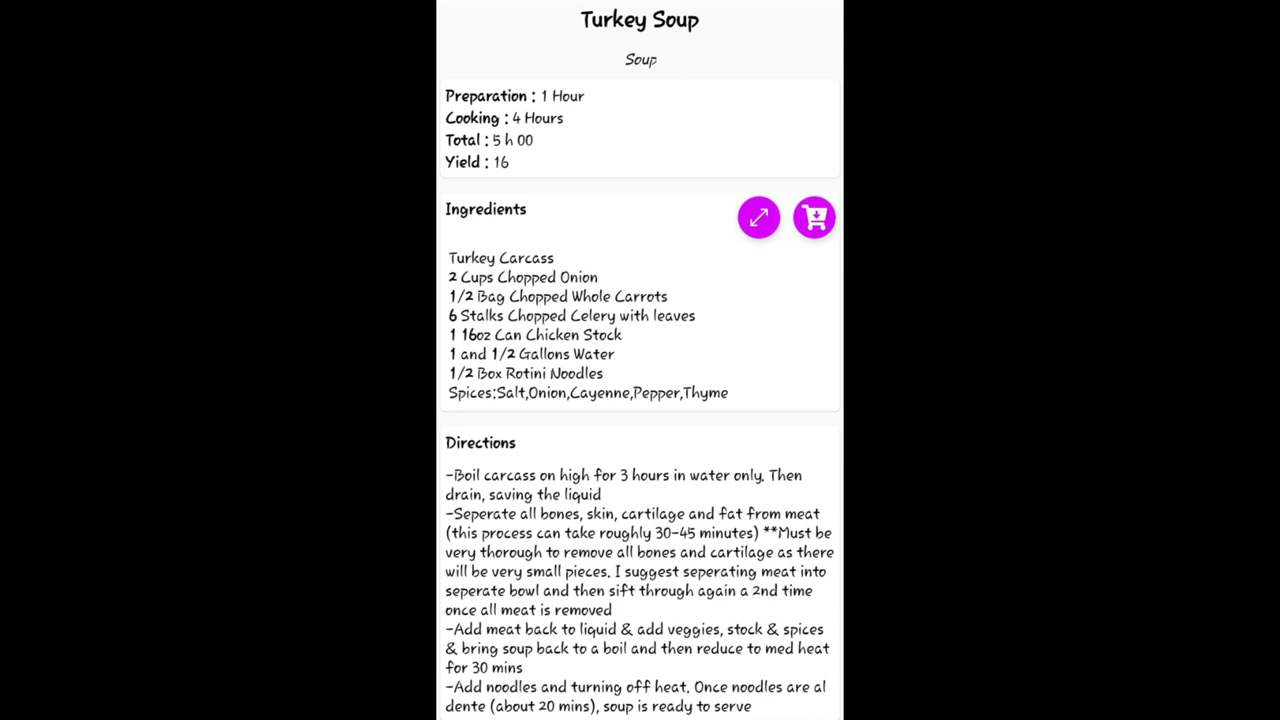 Turkey Soup
Soup
Preparation : 1 Hour
Cooking : 4 Hours
Total : 5 h 00
Yield : 16
Ingredients
Turkey Carcass
2 Cups Chopped Onion
1/2 Bag Chopped Whole Carrots
6 Stalks Chopped Celery with leaves
1 16oz Can Chicken Stock
1 and 1/2 Gallons Water
1/2 Box Rotini Noodles
Spices:Salt,Onion,Cayenne,Pepper,Thyme
Directions
-Boil carcass on high for 3 hours in water only. Then
drain, saving the liquid
-Seperate all bones, skin, cartilage and fat from meat
(this process can take roughly 30-45 minutes) **Must be
very thorough to remove all bones and cartilage as there
will be very small pieces. I suggest seperating meat into
seperate bowl and then sift through again a 2nd time
once all meat is removed
-Add meat back to liquid & add veggies, stock & spices
& bring soup back to a boil and then reduce to med heat
for 30 mins
-Add noodles and turning off heat. Once noodles are al
dente (about 20 mins), soup is ready to serve